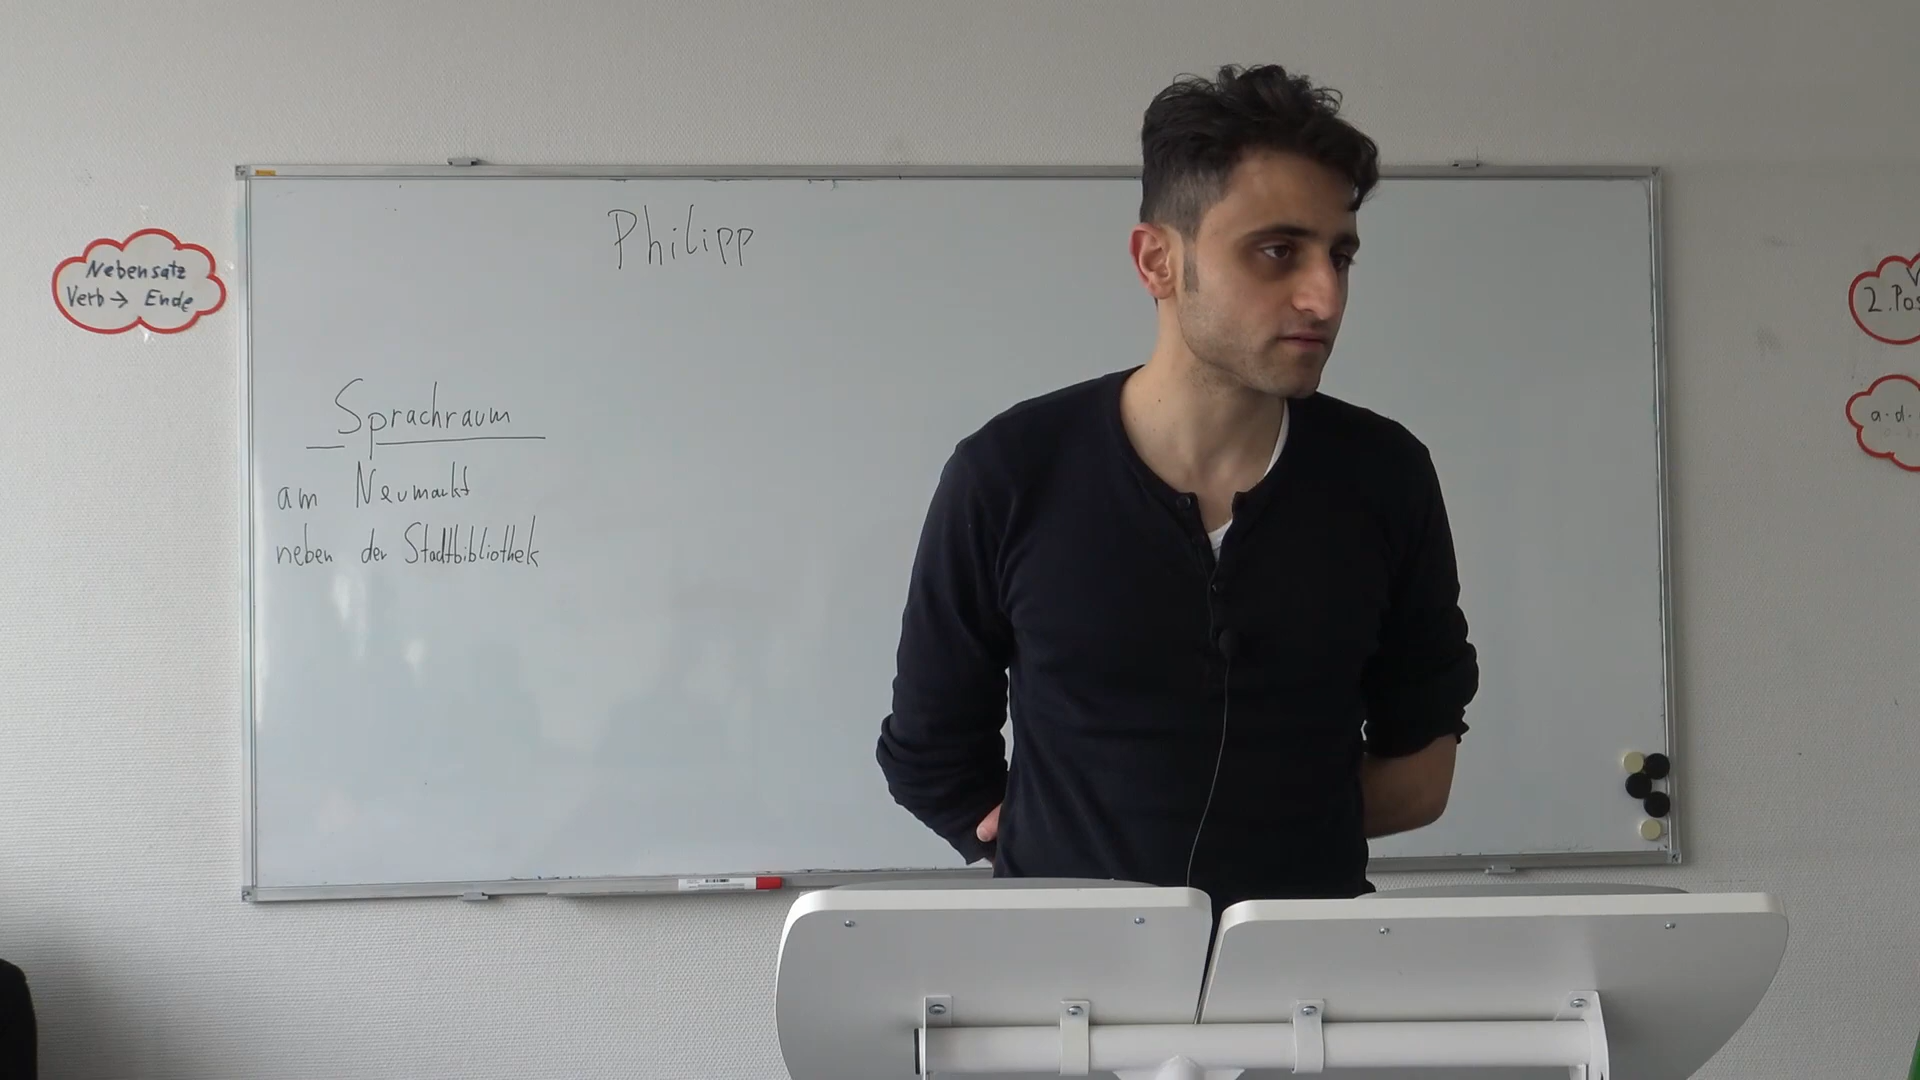 Philipp
Nebensatz
Verb → Ende
Sprachraum
am Neumarkt
neben der Stadtbibliothek
2. Pos
a.d.